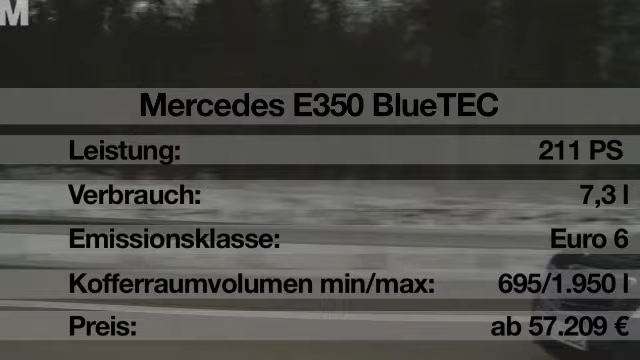 M
Mercedes E350 BlueTEC
Leistung: 211 PS
Verbrauch: 7,3 l
Emissionsklasse: Euro 6
Kofferraumvolumen min/max: 695/1.950 l
Preis: ab 57.209 €